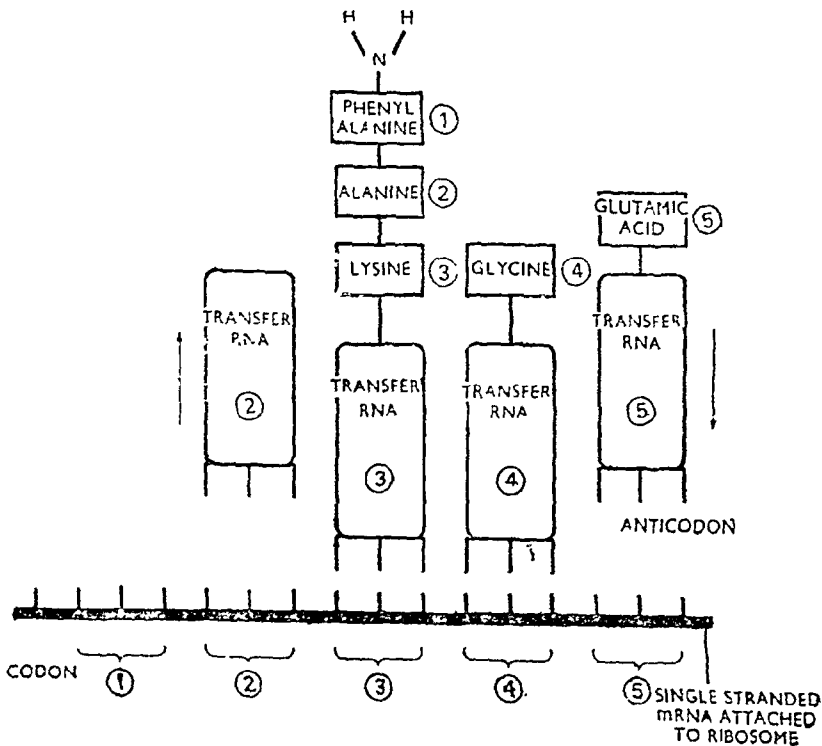 H H
N
PHENYL
ALANINE
①
ALANINE
②
GLUTAMIC
ACID
⑤
LYSINE
③
GLYCINE
④
TRANSFER
RNA
②
TRANSFER
RNA
③
TRANSFER
RNA
④
TRANSFER
RNA
⑤
ANTICODON
CODON
①
②
③
④
⑤
SINGLE STRANDED
mRNA ATTACHED
TO RIBOSOME